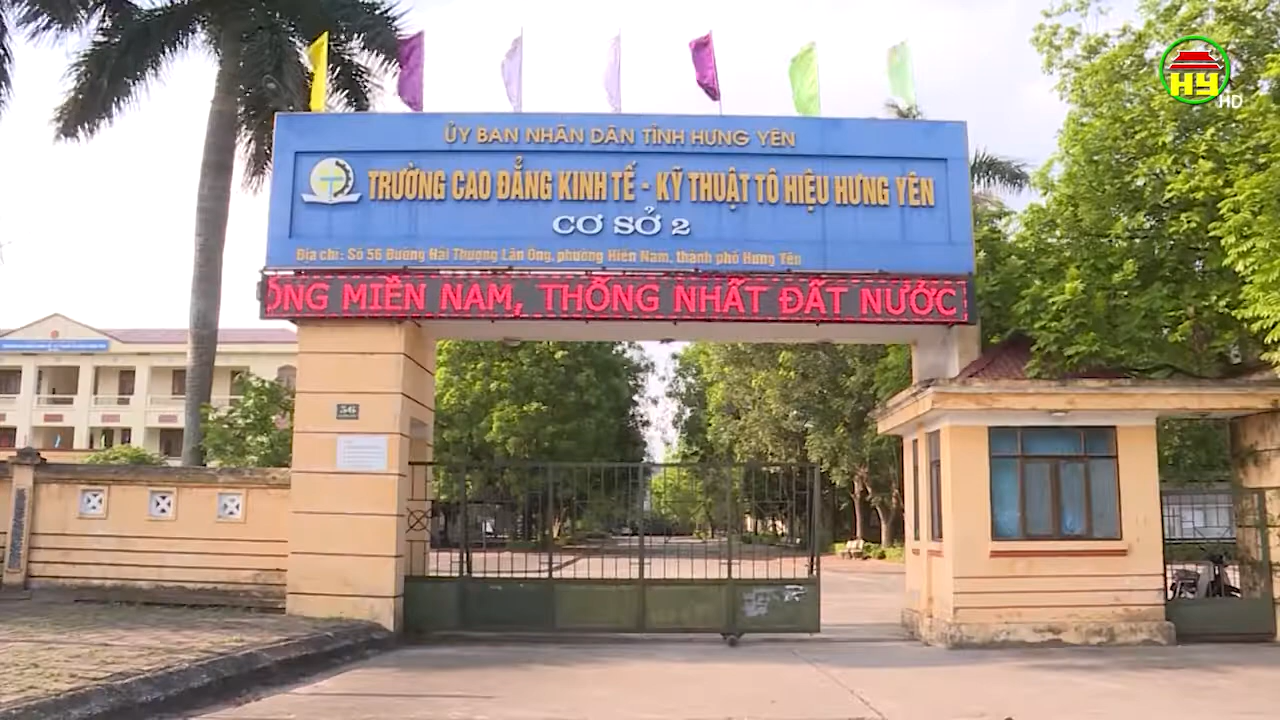 HY HD
ỦY BAN NHÂN DÂN TỈNH HƯNG YÊN
TRƯỜNG CAO ĐẲNG KINH TẾ - KỸ THUẬT TÔ HIỆU HƯNG YÊN
CƠ SỞ 2
Địa chỉ: Số 56 Đường Hải Thượng Lãn Ông, phường Hiến Nam, thành phố Hưng Yên
ỐNG MIỀN NAM, THỐNG NHẤT ĐẤT NƯỚC
56